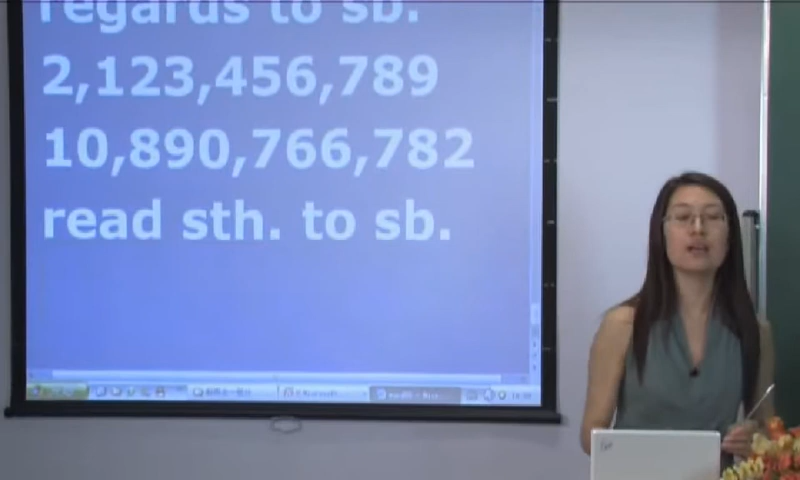 regards to sb.
2,123,456,789
10,890,766,782
read sth. to sb.